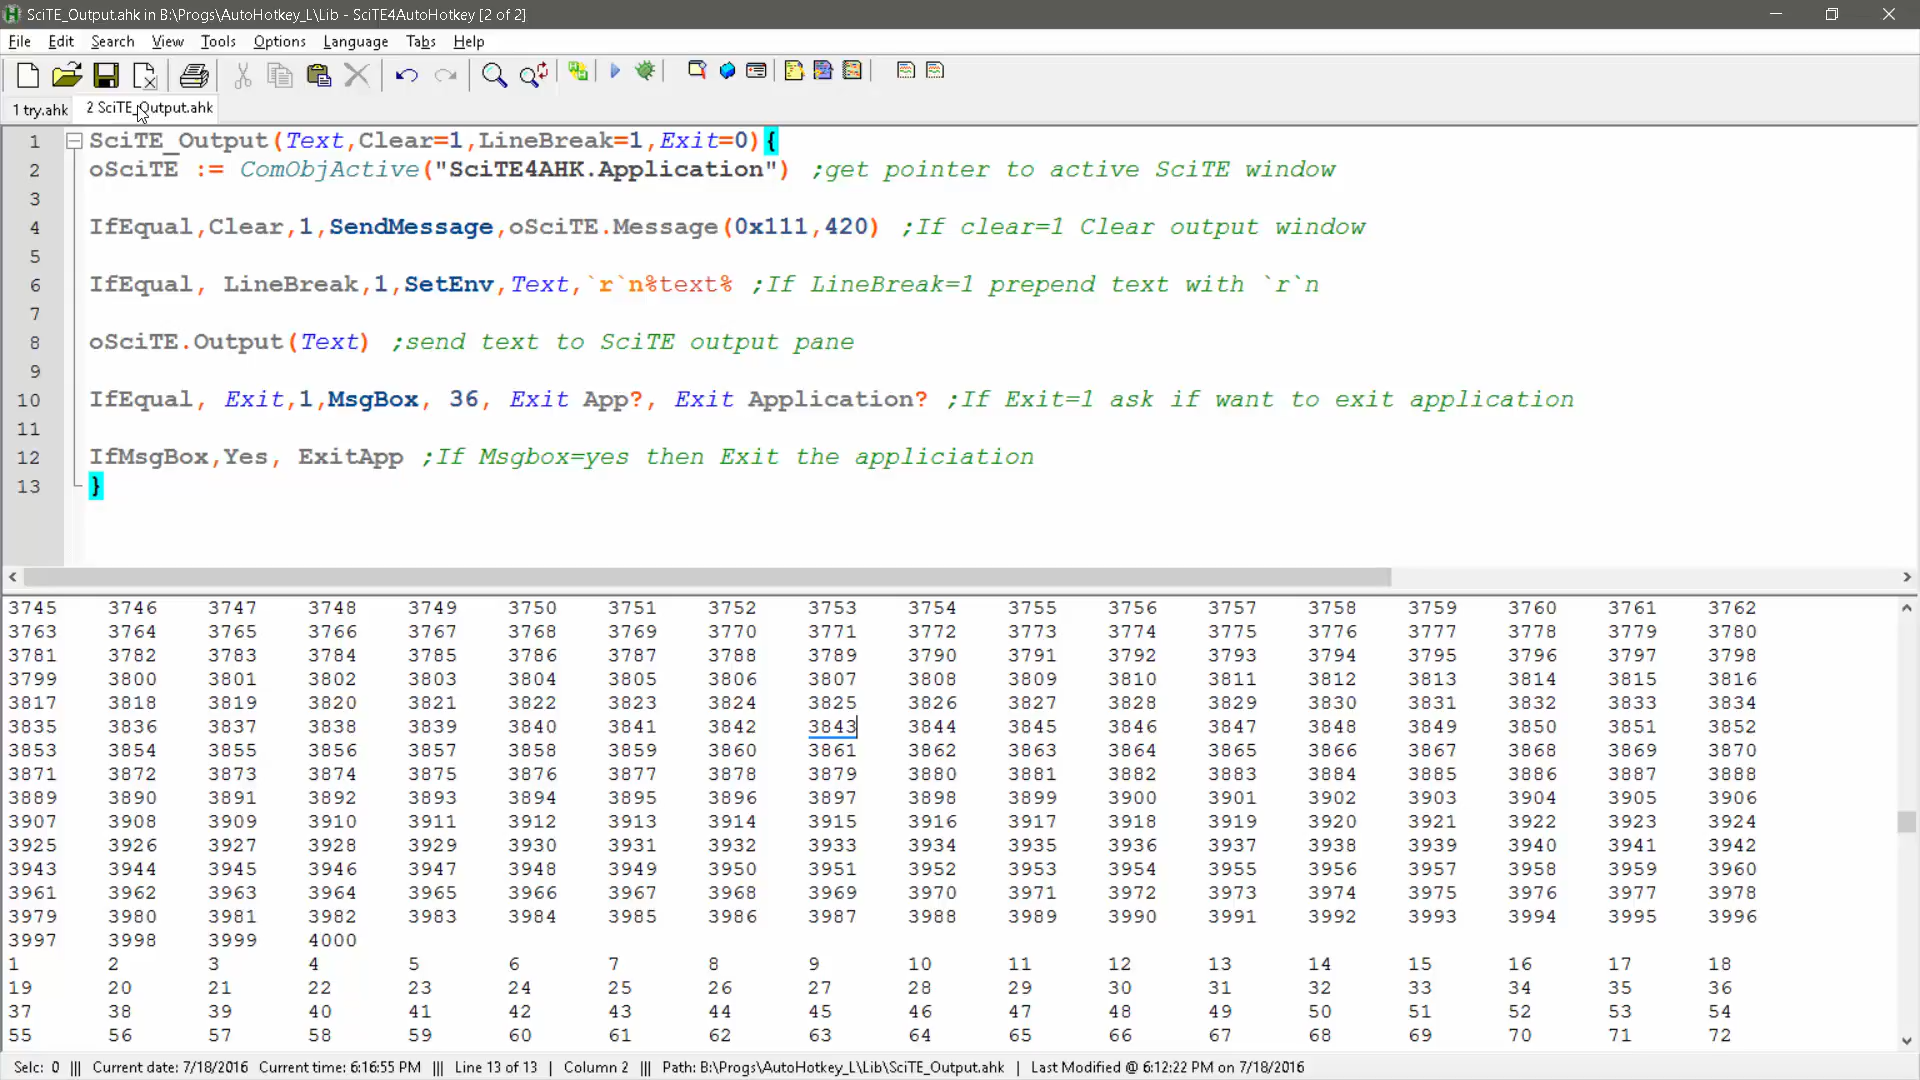 SciTE_Output.ahk in B:\Progs\AutoHotkey_L\Lib - SciTE4AutoHotkey [2 of 2]
File Edit Search View Tools Options Language Tabs Help
1 try.ahk 2 SciTE_Output.ahk
1 SciTE_Output(Text,Clear=1,LineBreak=1,Exit=0){
2 oSciTE := ComObjActive("SciTE4AHK.Application") ;get pointer to active SciTE window
3
4 IfEqual,Clear,1,SendMessage,oSciTE.Message(0x111,420) ;If clear=1 Clear output window
5
6 IfEqual, LineBreak,1,SetEnv,Text,`r`n%text% ;If LineBreak=1 prepend text with `r`n
7
8 oSciTE.Output(Text) ;send text to SciTE output pane
9
10 IfEqual, Exit,1,MsgBox, 36, Exit App?, Exit Application? ;If Exit=1 ask if want to exit application
11
12 IfMsgBox,Yes, ExitApp ;If Msgbox=yes then Exit the appliciation
13 }
3745 3746 3747 3748 3749 3750 3751 3752 3753 3754 3755 3756 3757 3758 3759 3760 3761 3762
3763 3764 3765 3766 3767 3768 3769 3770 3771 3772 3773 3774 3775 3776 3777 3778 3779 3780
3781 3782 3783 3784 3785 3786 3787 3788 3789 3790 3791 3792 3793 3794 3795 3796 3797 3798
3799 3800 3801 3802 3803 3804 3805 3806 3807 3808 3809 3810 3811 3812 3813 3814 3815 3816
3817 3818 3819 3820 3821 3822 3823 3824 3825 3826 3827 3828 3829 3830 3831 3832 3833 3834
3835 3836 3837 3838 3839 3840 3841 3842 3843 3844 3845 3846 3847 3848 3849 3850 3851 3852
3853 3854 3855 3856 3857 3858 3859 3860 3861 3862 3863 3864 3865 3866 3867 3868 3869 3870
3871 3872 3873 3874 3875 3876 3877 3878 3879 3880 3881 3882 3883 3884 3885 3886 3887 3888
3889 3890 3891 3892 3893 3894 3895 3896 3897 3898 3899 3900 3901 3902 3903 3904 3905 3906
3907 3908 3909 3910 3911 3912 3913 3914 3915 3916 3917 3918 3919 3920 3921 3922 3923 3924
3925 3926 3927 3928 3929 3930 3931 3932 3933 3934 3935 3936 3937 3938 3939 3940 3941 3942
3943 3944 3945 3946 3947 3948 3949 3950 3951 3952 3953 3954 3955 3956 3957 3958 3959 3960
3961 3962 3963 3964 3965 3966 3967 3968 3969 3970 3971 3972 3973 3974 3975 3976 3977 3978
3979 3980 3981 3982 3983 3984 3985 3986 3987 3988 3989 3990 3991 3992 3993 3994 3995 3996
3997 3998 3999 4000
1 2 3 4 5 6 7 8 9 10 11 12 13 14 15 16 17 18
19 20 21 22 23 24 25 26 27 28 29 30 31 32 33 34 35 36
37 38 39 40 41 42 43 44 45 46 47 48 49 50 51 52 53 54
55 56 57 58 59 60 61 62 63 64 65 66 67 68 69 70 71 72
Selc: 0 ||| Current date: 7/18/2016 Current time: 6:16:55 PM ||| Line 13 of 13 | Column 2 ||| Path: B:\Progs\AutoHotkey_L\Lib\SciTE_Output.ahk | Last Modified @ 6:12:22 PM on 7/18/2016